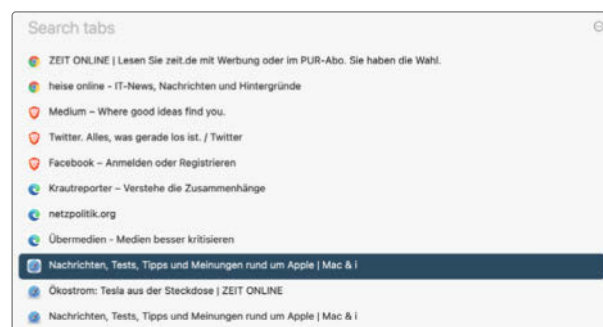 Search tabs
ZEIT ONLINE | Lesen Sie zeit.de mit Werbung oder im PUR-Abo. Sie haben die Wahl.
heise online - IT-News, Nachrichten und Hintergründe
Medium – Where good ideas find you.
Twitter. Alles, was gerade los ist. / Twitter
Facebook – Anmelden oder Registrieren
Krautreporter – Verstehe die Zusammenhänge
netzpolitik.org
Übermedien - Medien besser kritisieren
Nachrichten, Tests, Tipps und Meinungen rund um Apple | Mac & i
Ökostrom: Tesla aus der Steckdose | ZEIT ONLINE
Nachrichten, Tests, Tipps und Meinungen rund um Apple | Mac & i